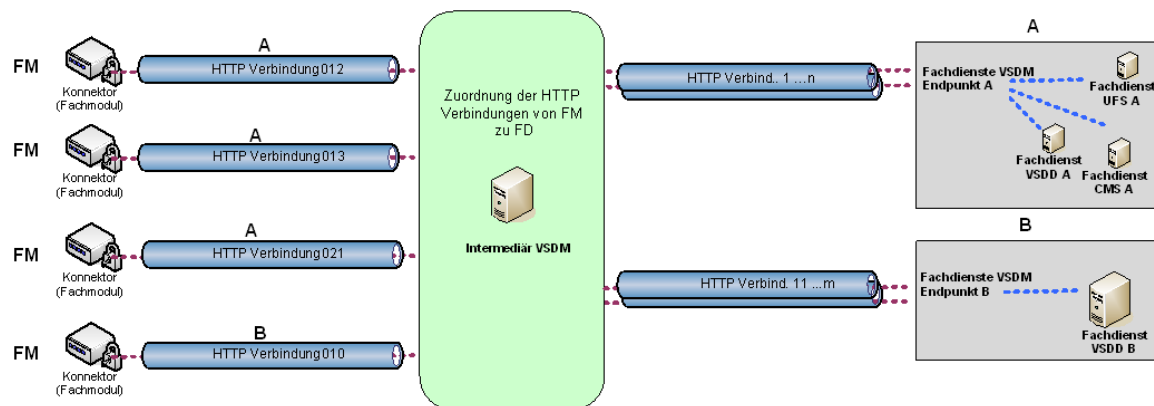 A
FM
HTTP Verbindung012
Konnektor
(Fachmodul)
A
FM
HTTP Verbindung013
Konnektor
(Fachmodul)
A
FM
HTTP Verbindung021
Konnektor
(Fachmodul)
B
FM
HTTP Verbindung010
Konnektor
(Fachmodul)
Zuordnung der HTTP
Verbindungen von FM
zu FD
Intermediär VSDM
HTTP Verbind.. 1 ...n
HTTP Verbind. 11 ...m
A
Fachdienste VSDM
Endpunkt A
Fachdienst
UFS A
Fachdienst
VSDD A
Fachdienst
CMS A
B
Fachdienste VSDM
Endpunkt B
Fachdienst
VSDD B